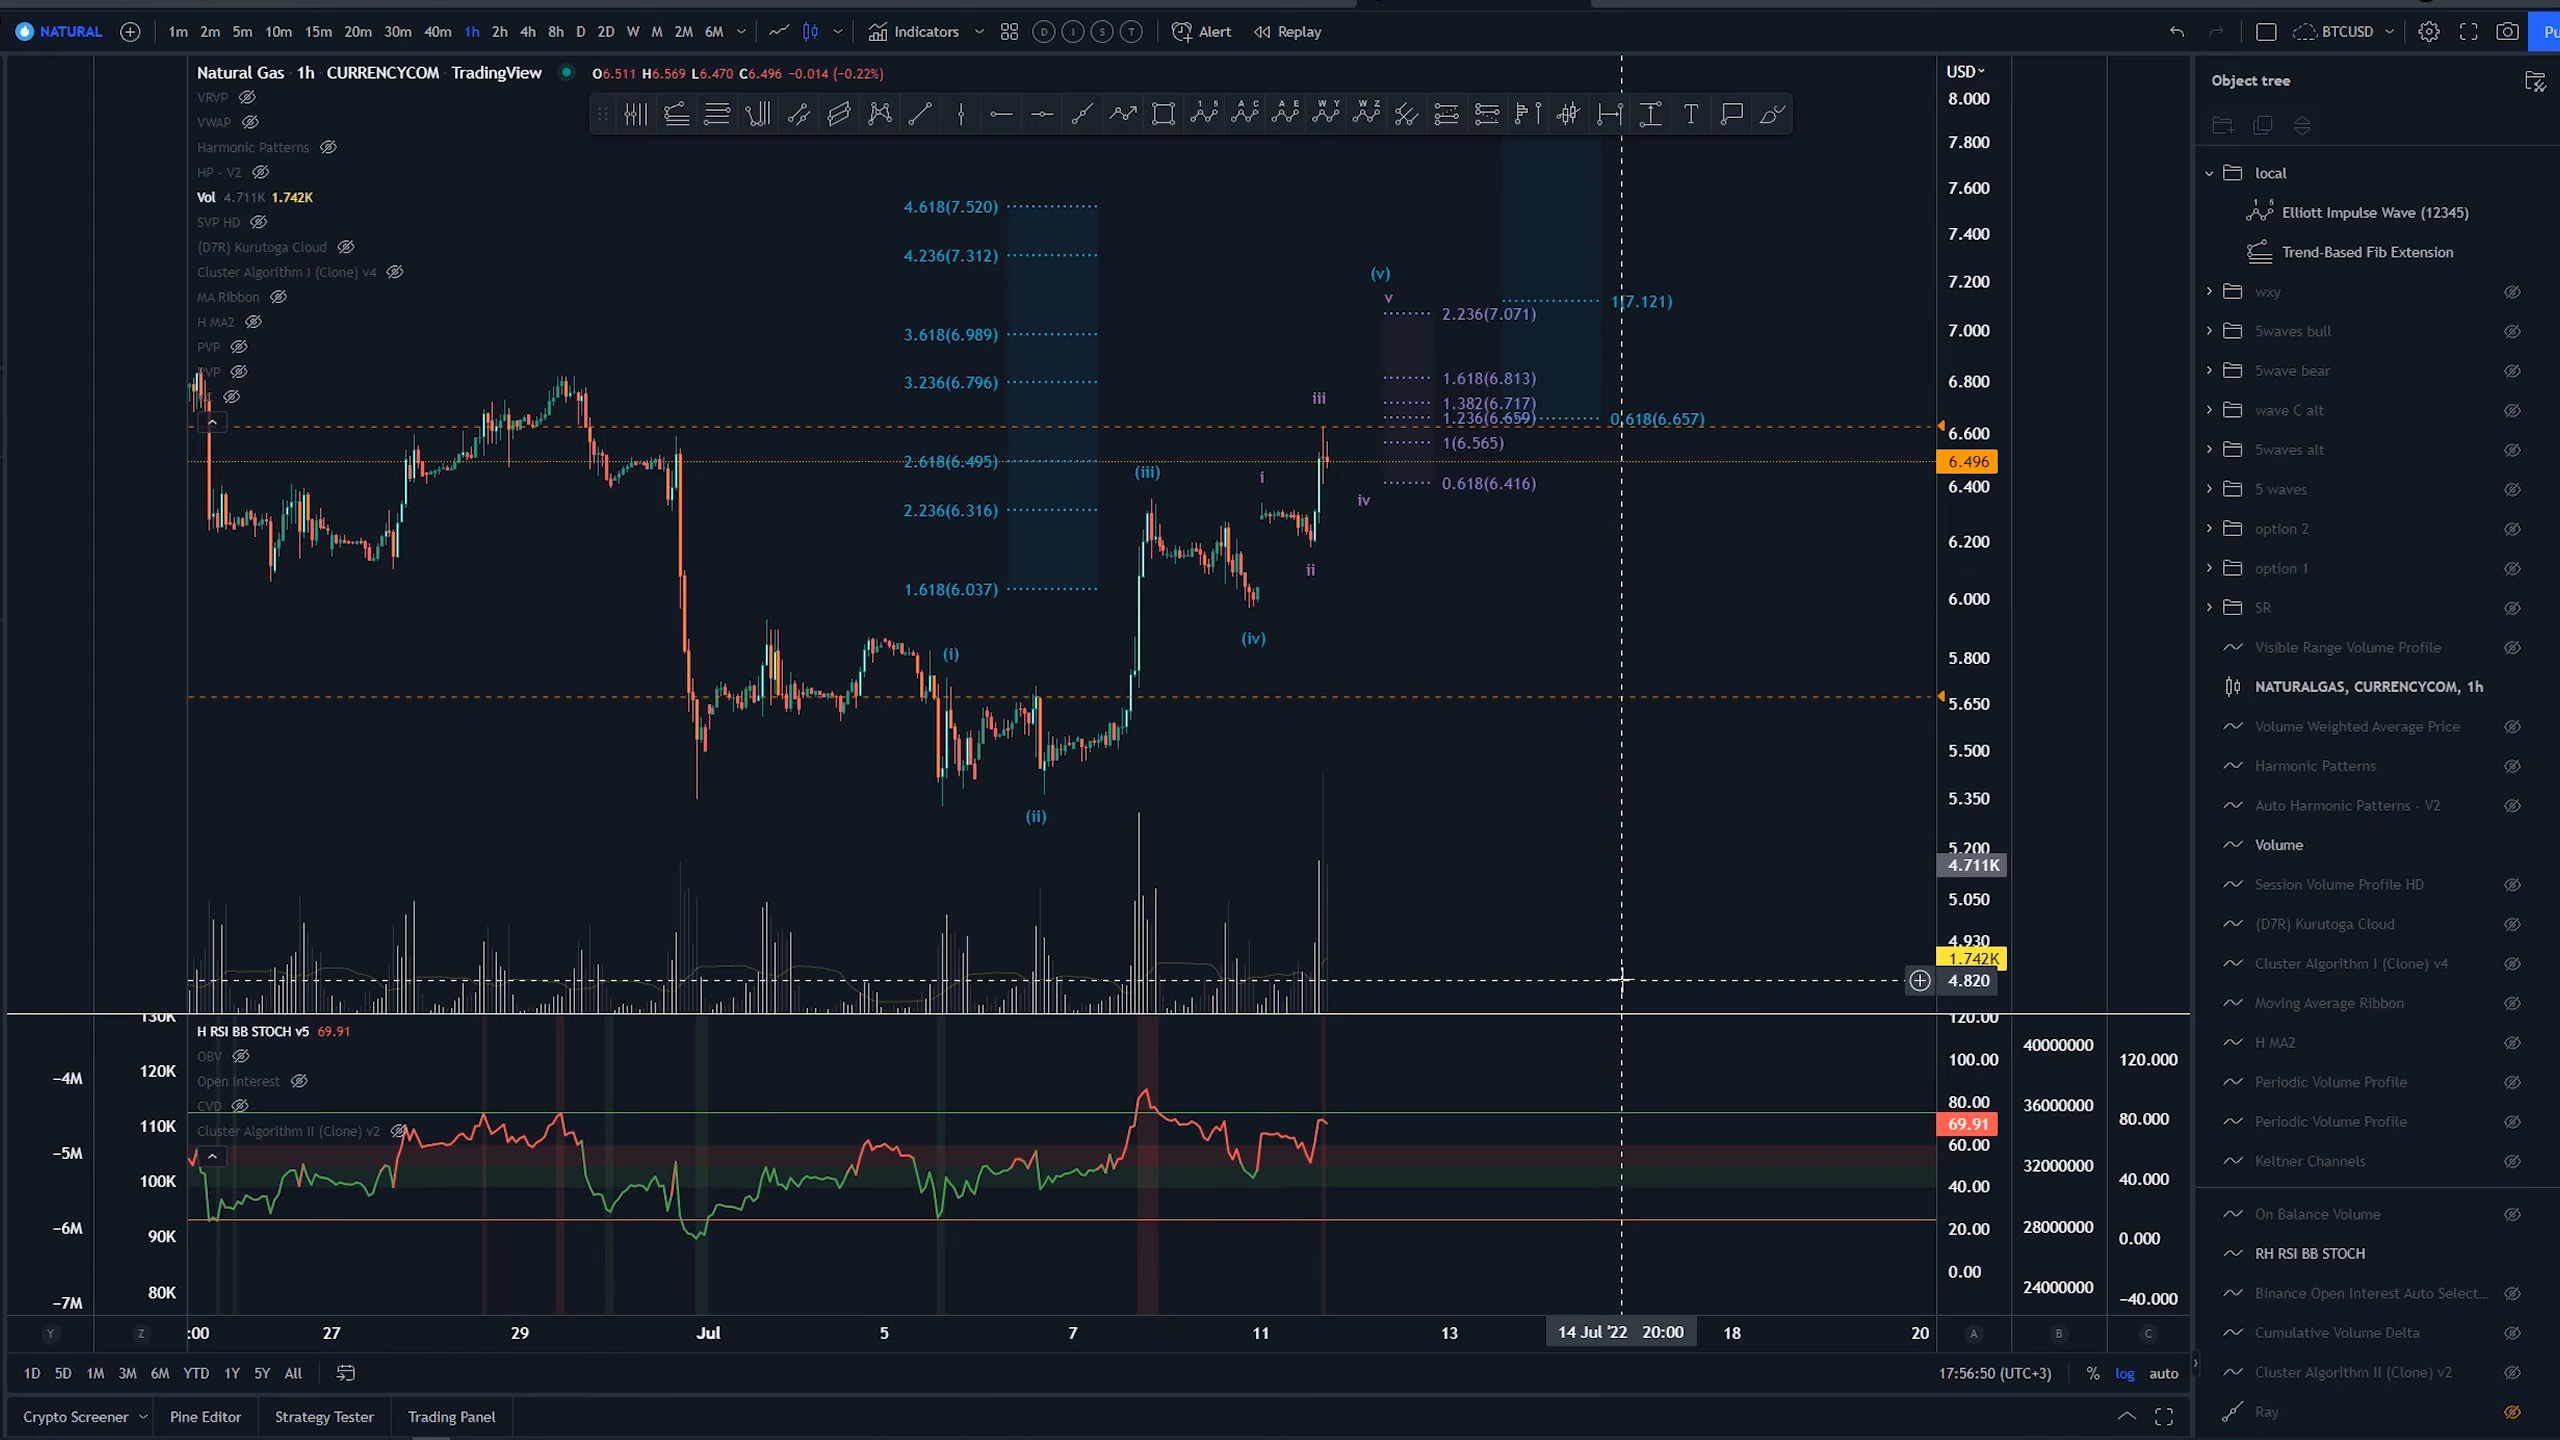 NATURAL 1m 2m 5m 10m 15m 20m 30m 40m 1h 2h 4h 8h D 2D W M 2M 6M Indicators D I S T Alert Replay BTCUSD Pu
Natural Gas · 1h · CURRENCYCOM · TradingView O6.511 H6.569 L6.470 C6.496 −0.014 (−0.22%)
VRVP
VWAP
Harmonic Patterns
HP - V2
Vol 4.711K 1.742K
SVP HD
(D7R) Kurutoga Cloud
Cluster Algorithm I (Clone) v4
MA Ribbon
H MA2
PVP
PVP
1 5
A C
A E
W Y
W Z
T
4.618(7.520)
4.236(7.312)
3.618(6.989)
3.236(6.796)
2.618(6.495)
2.236(6.316)
1.618(6.037)
(i)
(ii)
(iii)
(iv)
(v)
i
ii
iii
iv
v
2.236(7.071)
1.618(6.813)
1.382(6.717)
1.236(6.659)
1(6.565)
0.618(6.416)
1(7.121)
0.618(6.657)
USD
8.000
7.800
7.600
7.400
7.200
7.000
6.800
6.600
6.496
6.400
6.200
6.000
5.800
5.650
5.500
5.350
5.200
4.711K
5.050
4.930
1.742K
4.820
H RSI BB STOCH v5 69.91
OBV
Open Interest
CVD
Cluster Algorithm II (Clone) v2
−4M
−5M
−6M
−7M
130K
120K
110K
100K
90K
80K
120.00
100.00
80.00
69.91
60.00
40.00
20.00
0.00
40000000
36000000
32000000
28000000
24000000
120.000
80.000
40.000
0.000
−40.000
Y Z :00 27 29 Jul 5 7 11 13 14 Jul '22 20:00 18 20 A B C
1D 5D 1M 3M 6M YTD 1Y 5Y All 17:56:50 (UTC+3) % log auto
Crypto Screener Pine Editor Strategy Tester Trading Panel
Object tree
local
1 5
Elliott Impulse Wave (12345)
Trend-Based Fib Extension
wxy
5waves bull
5wave bear
wave C alt
5waves alt
5 waves
option 2
option 1
SR
Visible Range Volume Profile
NATURALGAS, CURRENCYCOM, 1h
Volume Weighted Average Price
Harmonic Patterns
Auto Harmonic Patterns - V2
Volume
Session Volume Profile HD
(D7R) Kurutoga Cloud
Cluster Algorithm I (Clone) v4
Moving Average Ribbon
H MA2
Periodic Volume Profile
Periodic Volume Profile
Keltner Channels
On Balance Volume
RH RSI BB STOCH
Binance Open Interest Auto Select...
Cumulative Volume Delta
Cluster Algorithm II (Clone) v2
Ray